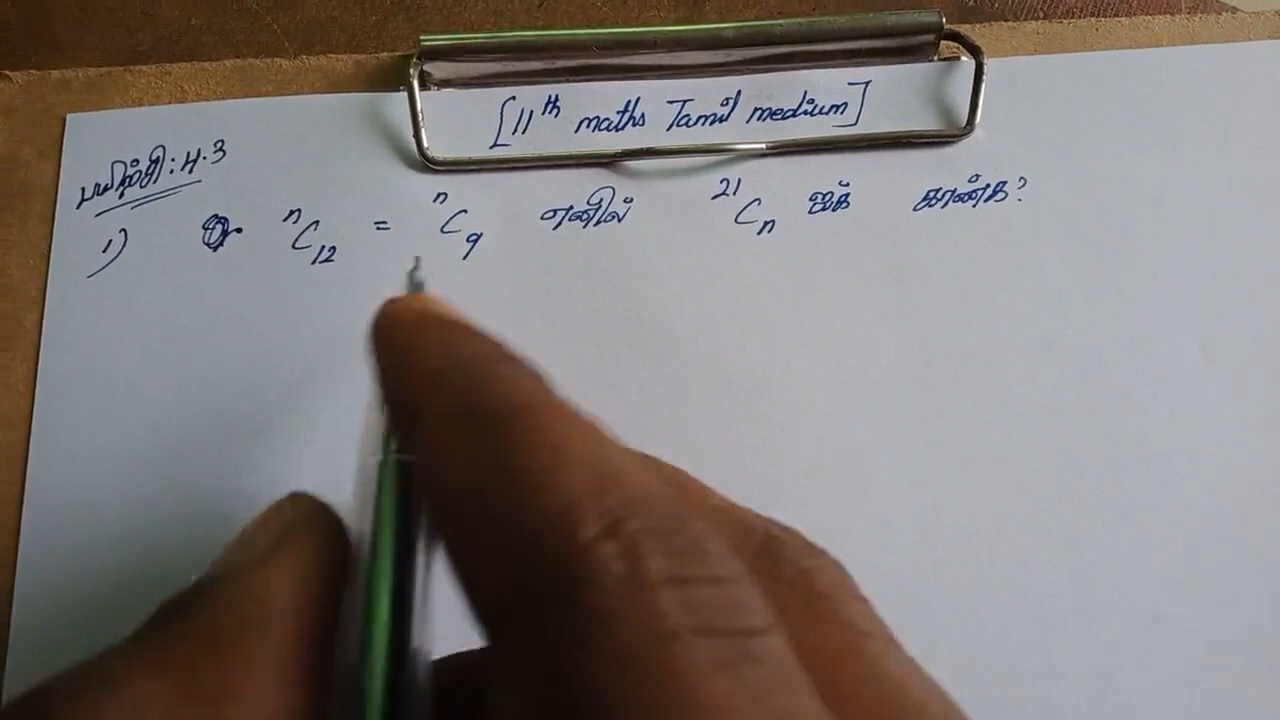 [11th maths Tamil medium]
பயிற்சி: 4.3
1) ⁿC₁₂ = ⁿC₉ எனில் ²¹Cₙ ஐக் காண்க?